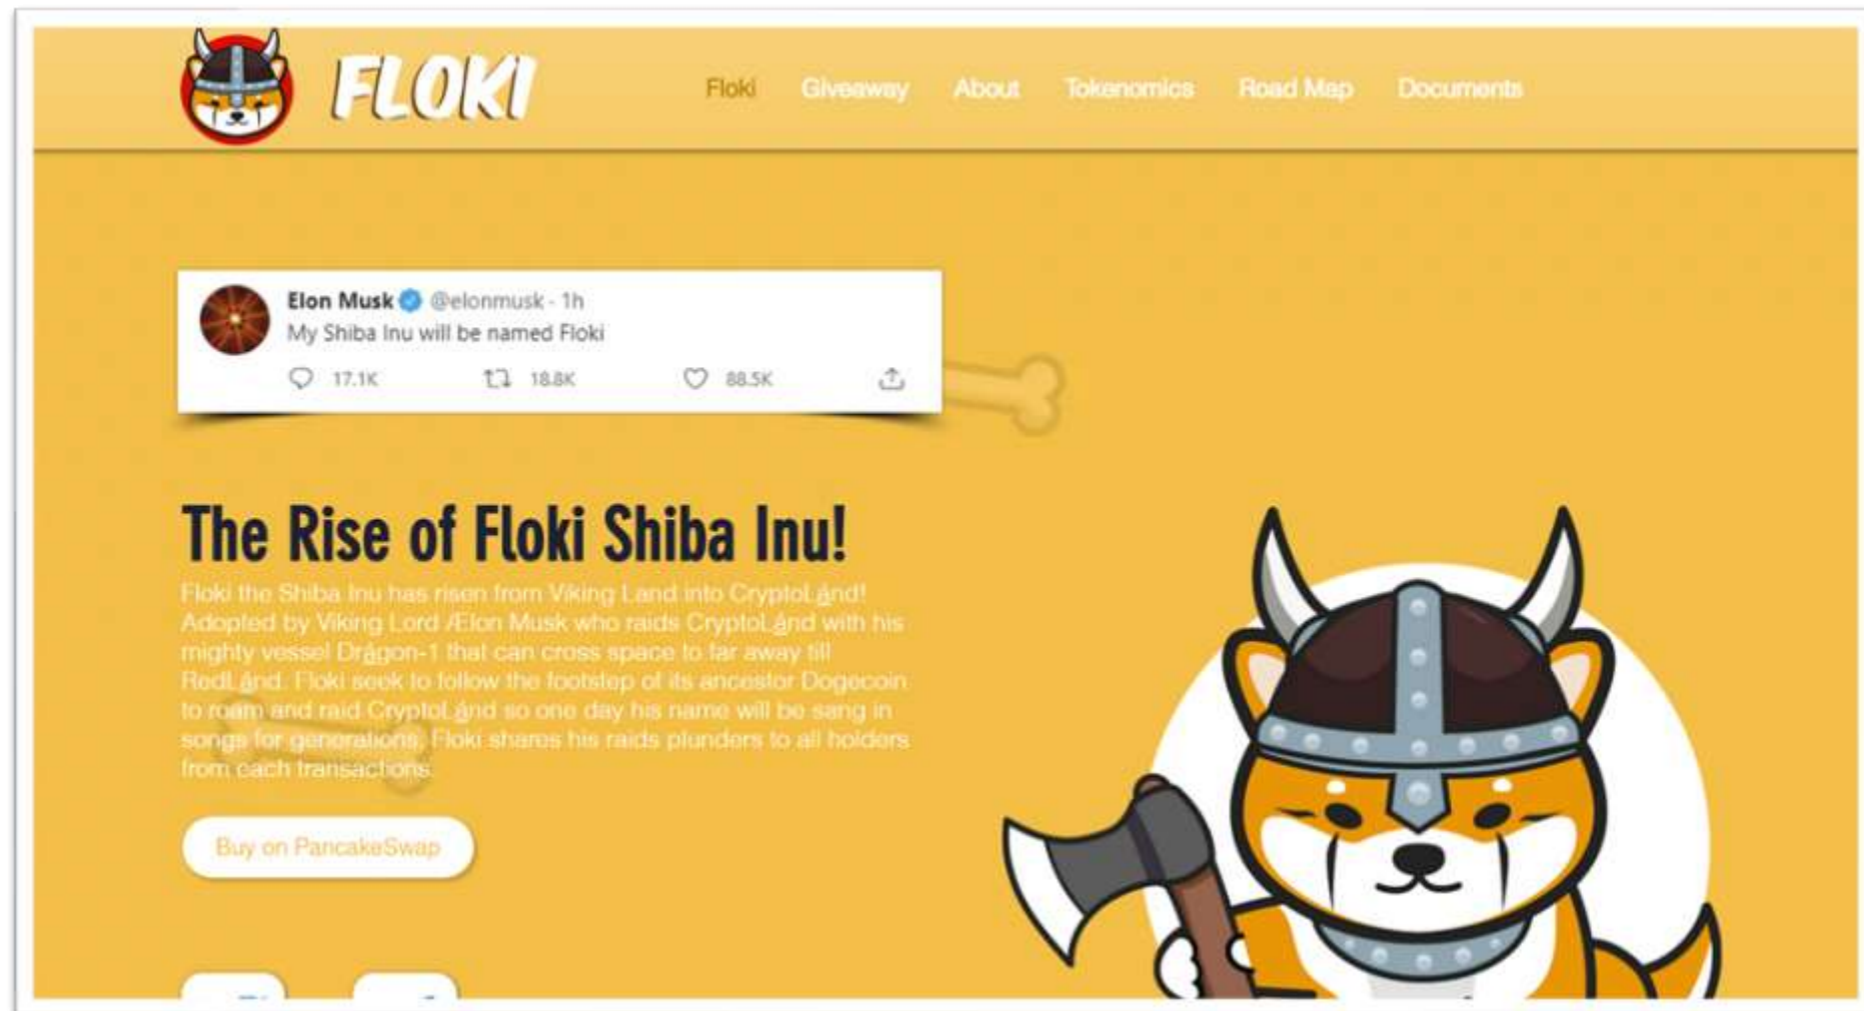 FLOKI
Floki Giveaway About Tokenomics Road Map Documents
Elon Musk @elonmusk · 1h
My Shiba Inu will be named Floki
17.1K 18.8K 88.5K
The Rise of Floki Shiba Inu!
Floki the Shiba Inu has risen from Viking Land into CryptoLånd!
Adopted by Viking Lord Ælon Musk who raids CryptoLånd with his
mighty vessel Drågon-1 that can cross space to far away till
RedLånd. Floki seek to follow the footstep of its ancestor Dogecoin
to roam and raid CryptoLånd so one day his name will be sang in
songs for generations. Floki shares his raids plunders to all holders
from each transactions.
Buy on PancakeSwap